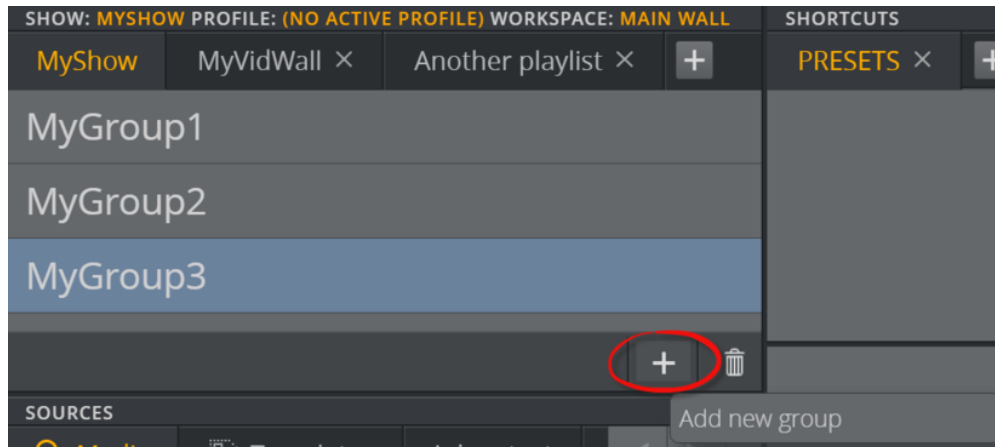 SHOW: MYSHOW PROFILE: (NO ACTIVE PROFILE) WORKSPACE: MAIN WALL
SHORTCUTS
MyShow MyVidWall × Another playlist × +
PRESETS × +
MyGroup1
MyGroup2
MyGroup3
+
Add new group
SOURCES